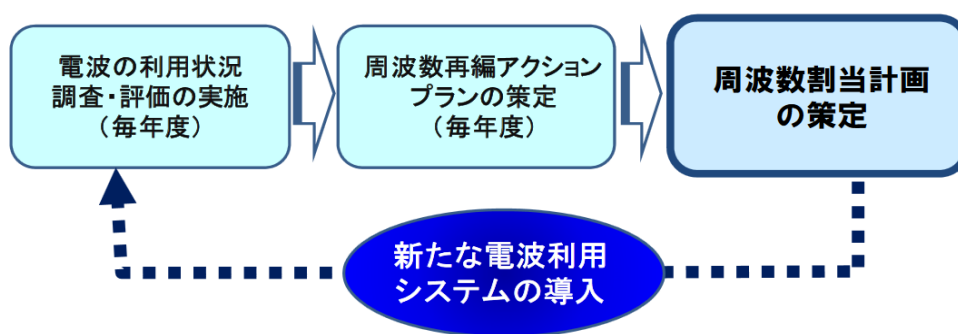 電波の利用状況
調査・評価の実施
（毎年度）
周波数再編アクション
プランの策定
（毎年度）
周波数割当計画
の策定
新たな電波利用
システムの導入